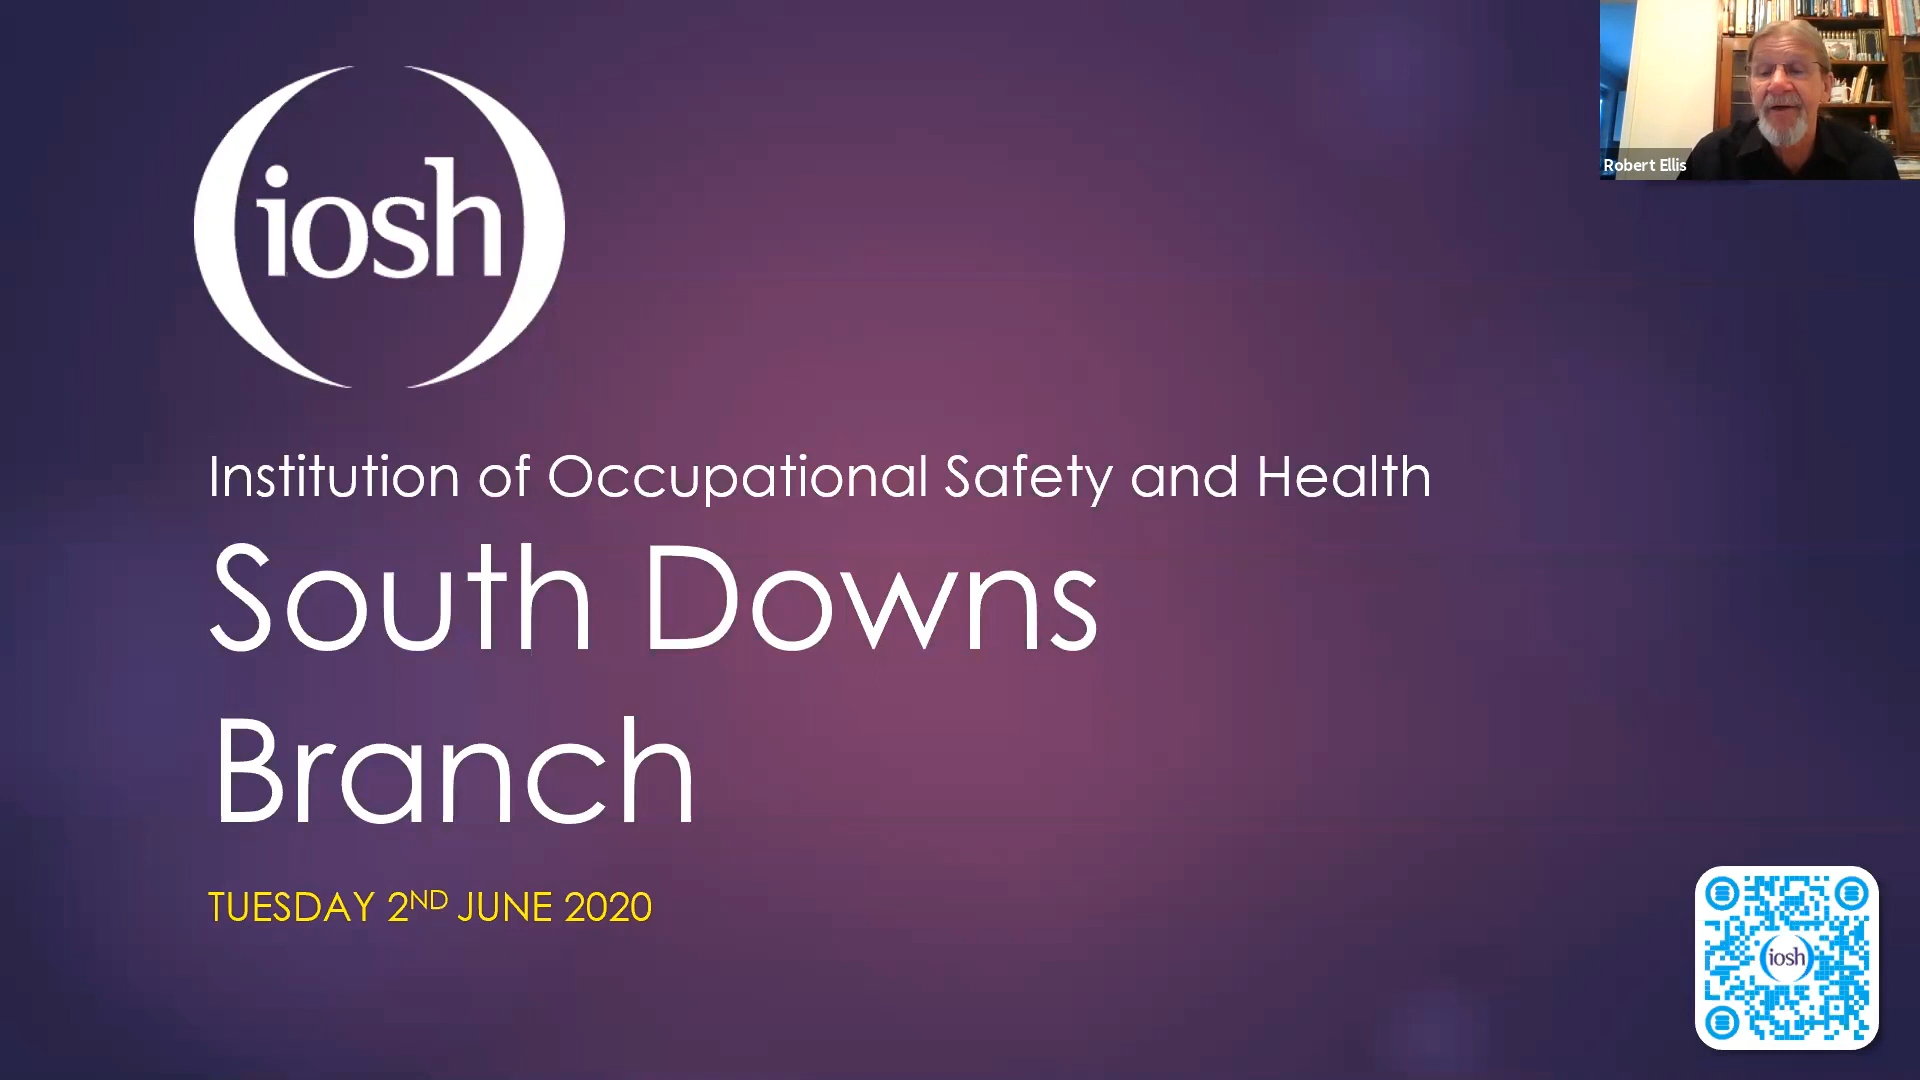 iosh
Robert Ellis
Institution of Occupational Safety and Health
South Downs
Branch
TUESDAY 2ND JUNE 2020
iosh